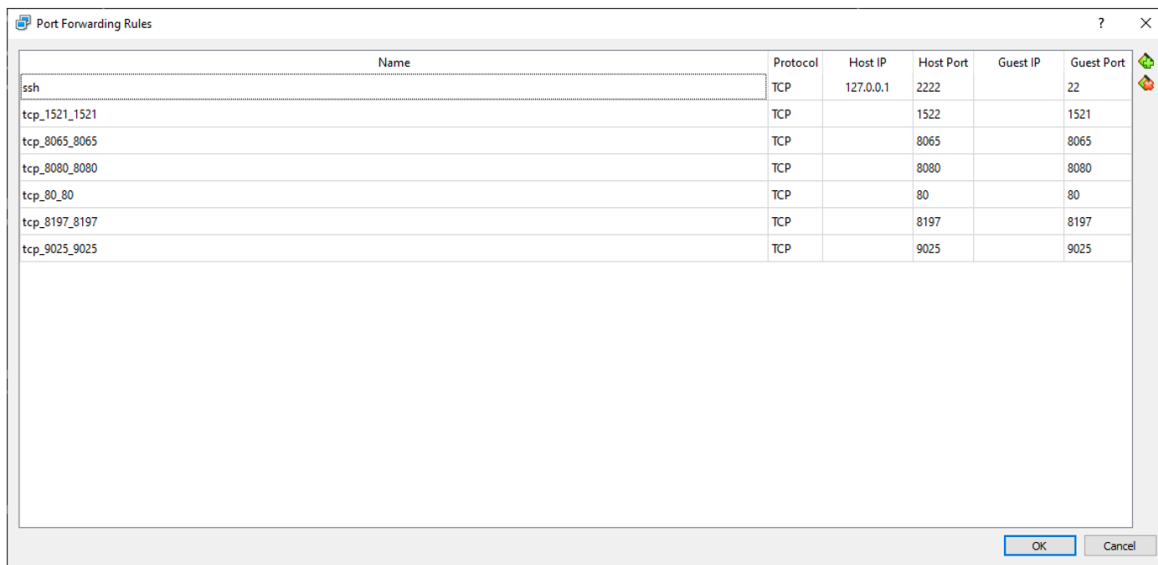 Port Forwarding Rules ?
Name Protocol Host IP Host Port Guest IP Guest Port
ssh TCP 127.0.0.1 2222 22
tcp_1521_1521 TCP 1522 1521
tcp_8065_8065 TCP 8065 8065
tcp_8080_8080 TCP 8080 8080
tcp_80_80 TCP 80 80
tcp_8197_8197 TCP 8197 8197
tcp_9025_9025 TCP 9025 9025
OK Cancel